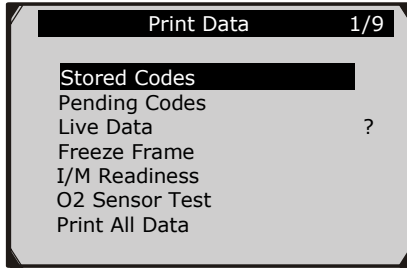 Print Data 1/9
Stored Codes
Pending Codes
Live Data ?
Freeze Frame
I/M Readiness
O2 Sensor Test
Print All Data